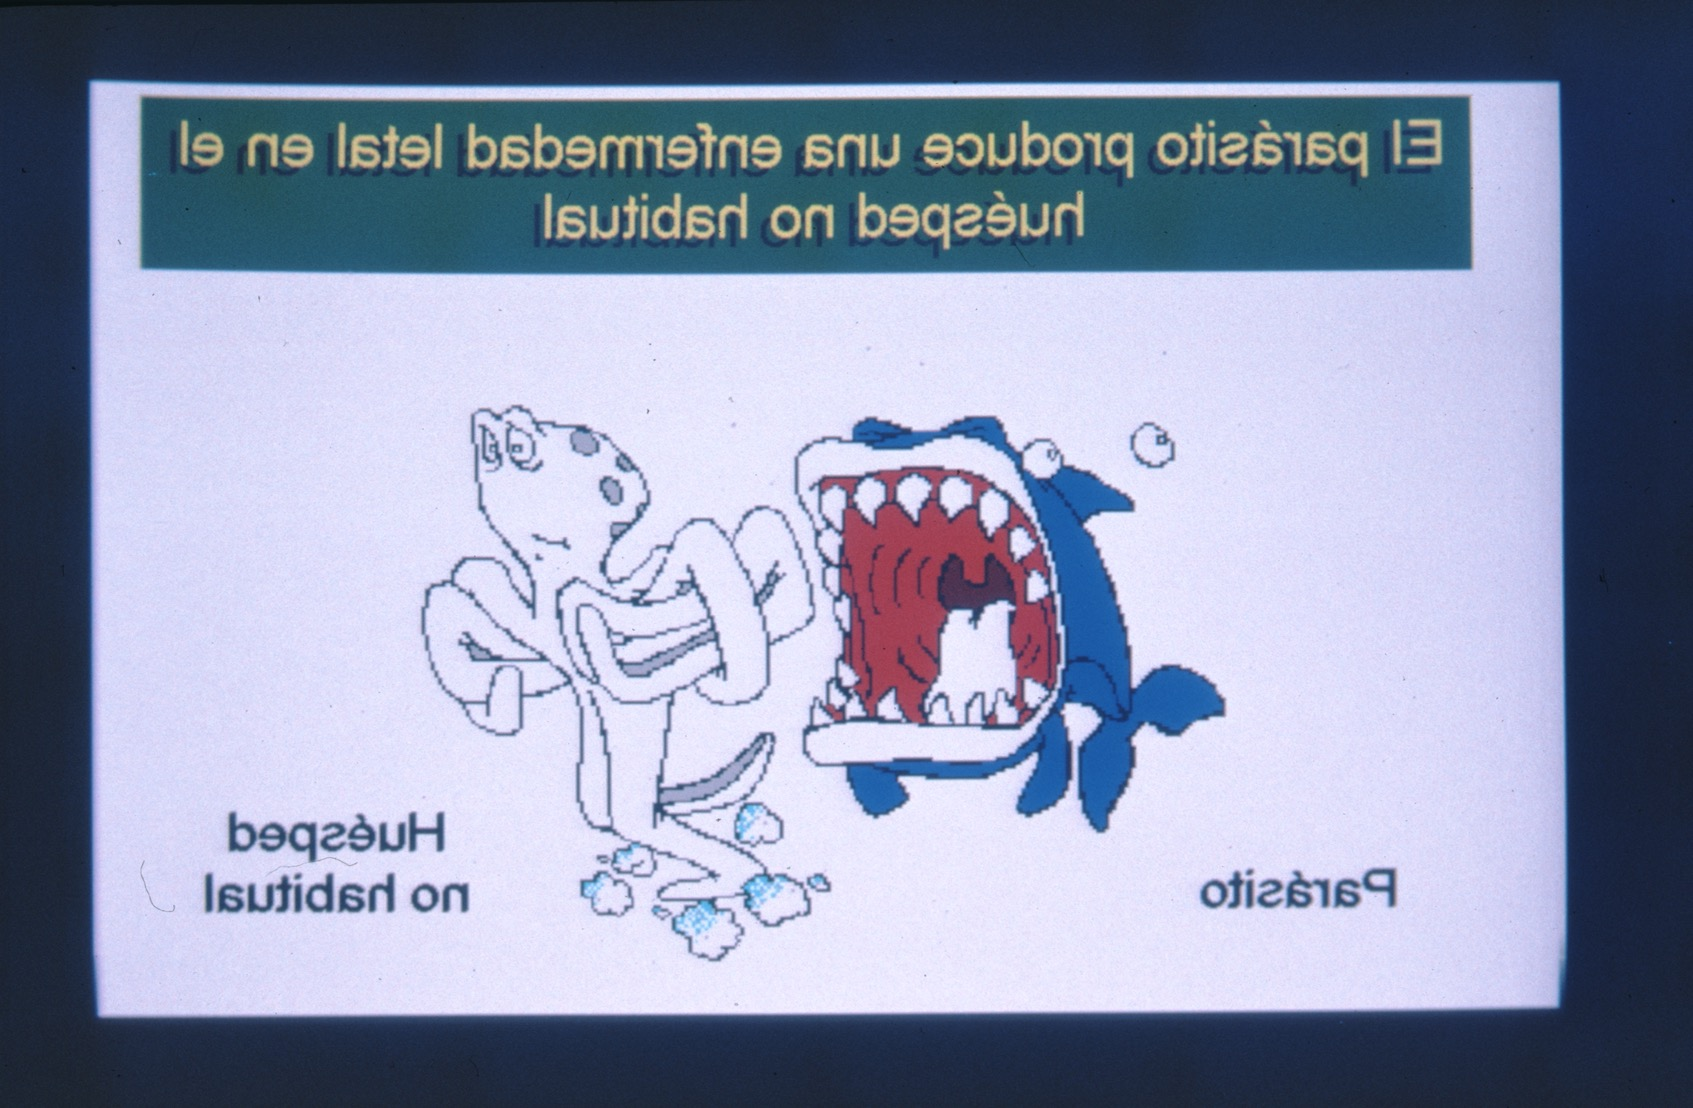 El parásito produce una enfermedad letal en el
huésped no habitual
Parásito
Huésped
no habitual